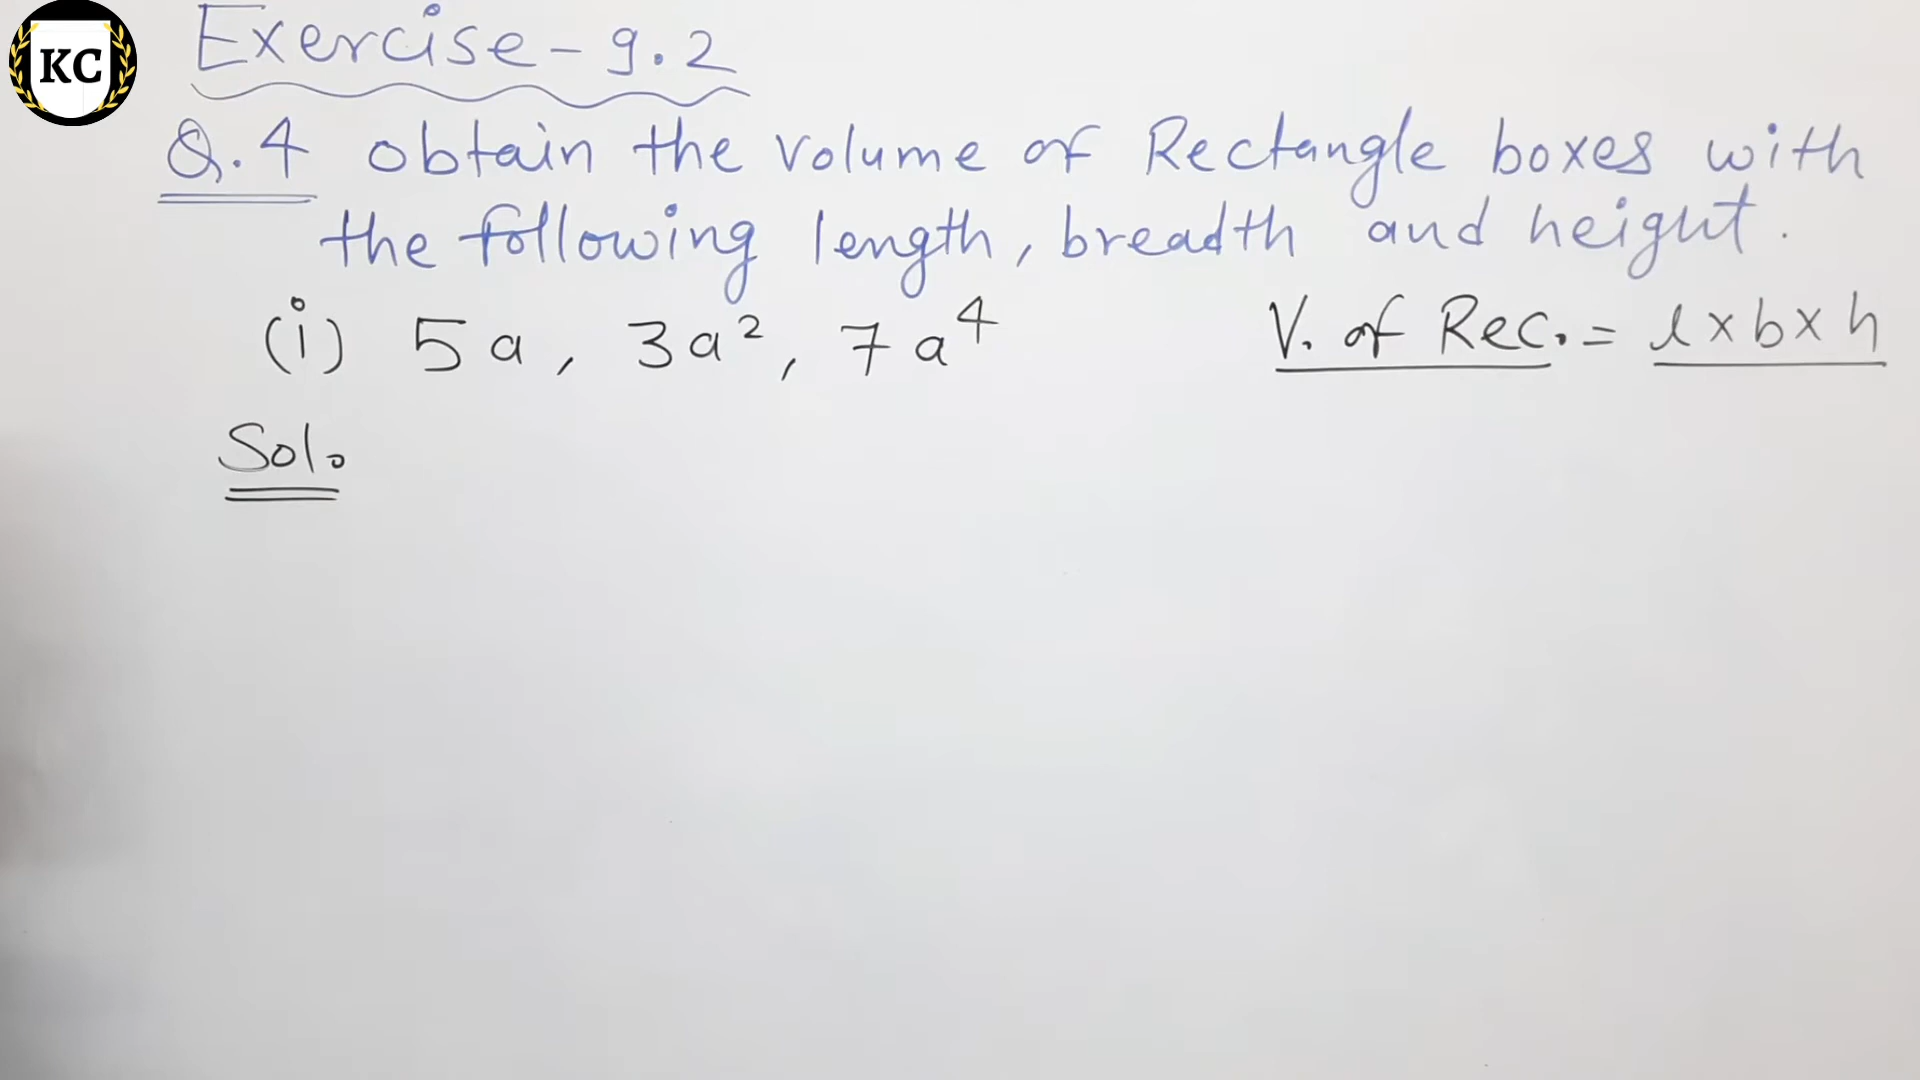 KC
Exercise-9.2
Q.4 obtain the volume of Rectangle boxes with
the following length, breadth and height.
(i) 5a, 3a², 7a⁴
V. of Rec. = l×b×h
Sol.